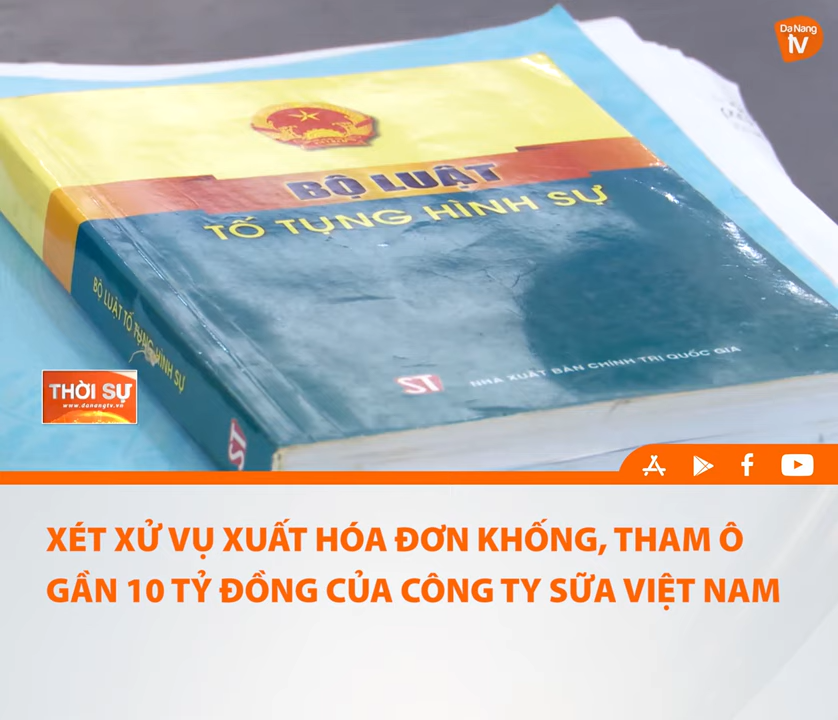 Da Nang
tv
BỘ LUẬT
TỐ TỤNG HÌNH SỰ
BỘ LUẬT TỐ TỤNG HÌNH SỰ
ST
NHÀ XUẤT BẢN CHÍNH TRỊ QUỐC GIA
ST
THỜI SỰ
www.danangtv.vn
XÉT XỬ VỤ XUẤT HÓA ĐƠN KHỐNG, THAM Ô
GẦN 10 TỶ ĐỒNG CỦA CÔNG TY SỮA VIỆT NAM